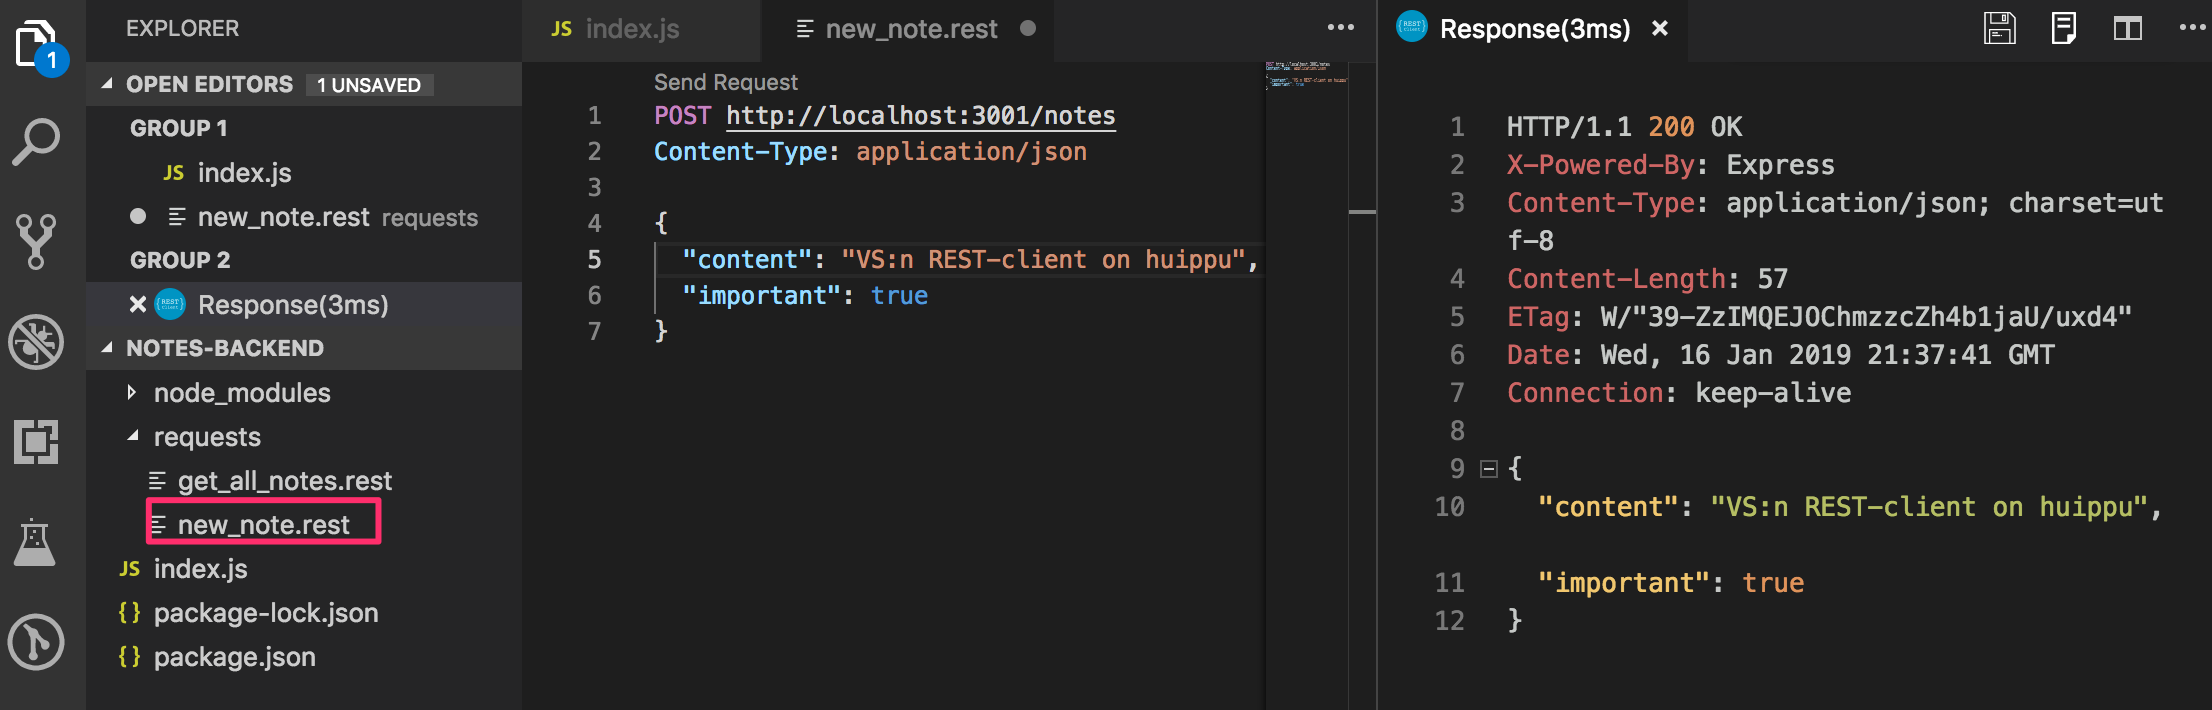 1
EXPLORER
OPEN EDITORS 1 UNSAVED
GROUP 1
JS index.js
new_note.rest requests
GROUP 2
Response(3ms)
NOTES-BACKEND
node_modules
requests
get_all_notes.rest
new_note.rest
JS index.js
{} package-lock.json
{} package.json
JS index.js
new_note.rest
Send Request
1 POST http://localhost:3001/notes
2 Content-Type: application/json
3
4 {
5 "content": "VS:n REST-client on huippu",
6 "important": true
7 }
Response(3ms)
1 HTTP/1.1 200 OK
2 X-Powered-By: Express
3 Content-Type: application/json; charset=ut
f-8
4 Content-Length: 57
5 ETag: W/"39-ZzIMQEJOChmzzcZh4b1jaU/uxd4"
6 Date: Wed, 16 Jan 2019 21:37:41 GMT
7 Connection: keep-alive
8
9 {
10 "content": "VS:n REST-client on huippu",
11 "important": true
12 }